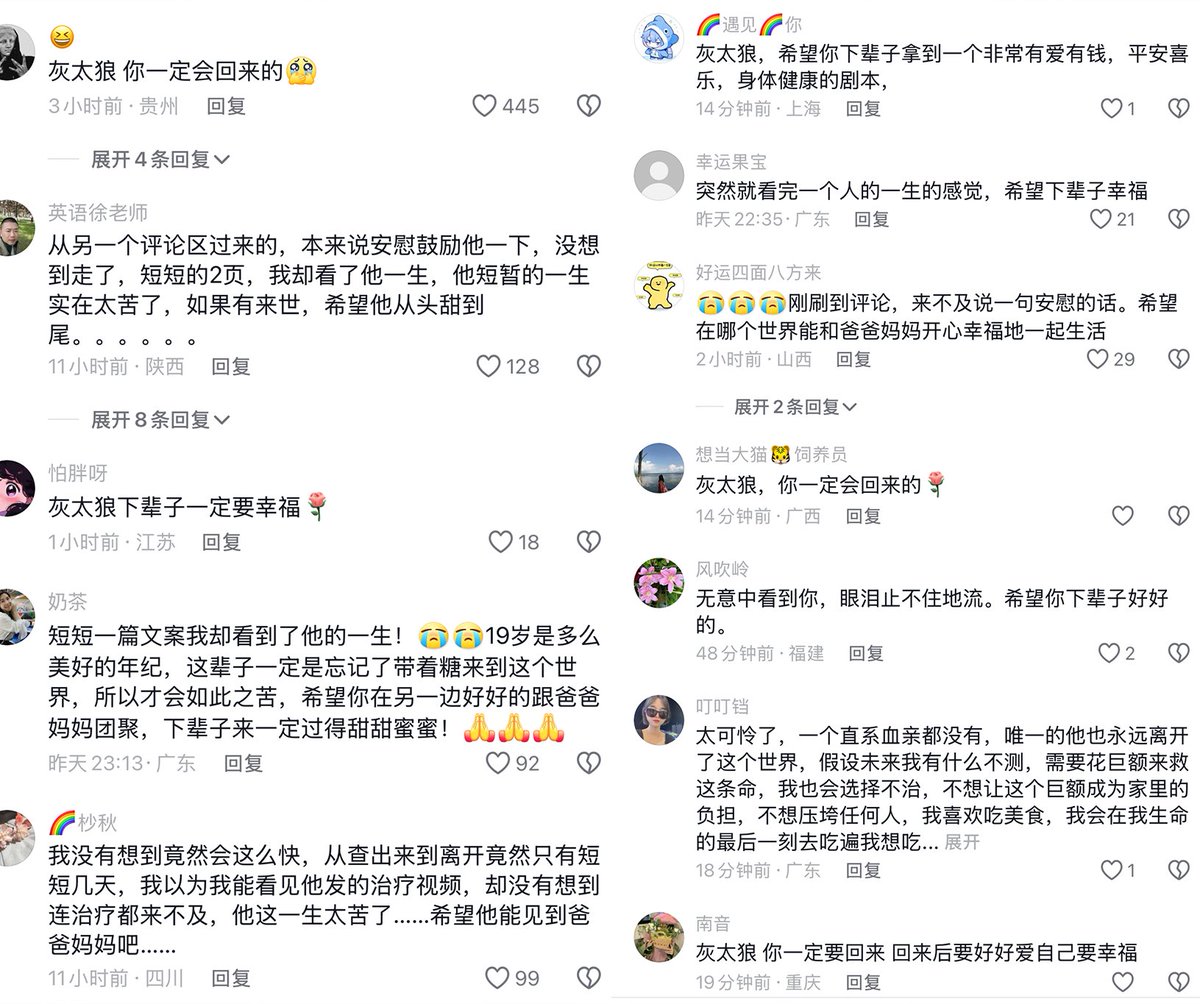 😆
灰太狼 你一定会回来的🥹
3小时前 · 贵州 回复 445
展开4条回复
英语徐老师
从另一个评论区过来的，本来说安慰鼓励他一下，没想
到走了，短短的2页，我却看了他一生，他短暂的一生
实在太苦了，如果有来世，希望他从头甜到
尾。。。。。。
11小时前 · 陕西 回复 128
展开8条回复
怕胖呀
灰太狼下辈子一定要幸福🌹
1小时前 · 江苏 回复 18
奶茶
短短一篇文案我却看到了他的一生！😭😭19岁是多么
美好的年纪，这辈子一定是忘记了带着糖来到这个世
界，所以才会如此之苦，希望你在另一边好好的跟爸爸
妈妈团聚，下辈子来一定过得甜甜蜜蜜！🙏🙏🙏
昨天23:13 · 广东 回复 92
🌈杪秋
我没有想到竟然会这么快，从查出来到离开竟然只有短
短几天，我以为我能看见他发的治疗视频，却没有想到
连治疗都来不及，他这一生太苦了......希望他能见到爸
爸妈妈吧......
11小时前 · 四川 回复 99
🌈遇见🌈你
灰太狼，希望你下辈子拿到一个非常有爱有钱，平安喜
乐，身体健康的剧本，
14分钟前 · 上海 回复 1
幸运果宝
突然就看完一个人的一生的感觉，希望下辈子幸福
昨天22:35 · 广东 回复 21
好运四面八方来
😭😭😭刚刷到评论，来不及说一句安慰的话。希望
在哪个世界能和爸爸妈妈开心幸福地一起生活
2小时前 · 山西 回复 29
展开2条回复
想当大猫🐯饲养员
灰太狼，你一定会回来的🌹
14分钟前 · 广西 回复
风吹岭
无意中看到你，眼泪止不住地流。希望你下辈子好好
的。
48分钟前 · 福建 回复 2
叮叮铛
太可怜了，一个直系血亲都没有，唯一的他也永远离开
了这个世界，假设未来我有什么不测，需要花巨额来救
这条命，我也会选择不治，不想让这个巨额成为家里的
负担，不想压垮任何人，我喜欢吃美食，我会在我生命
的最后一刻去吃遍我想吃... 展开
18分钟前 · 广东 回复 1
南音
灰太狼 你一定要回来 回来后要好好爱自己要幸福
19分钟前 · 重庆 回复